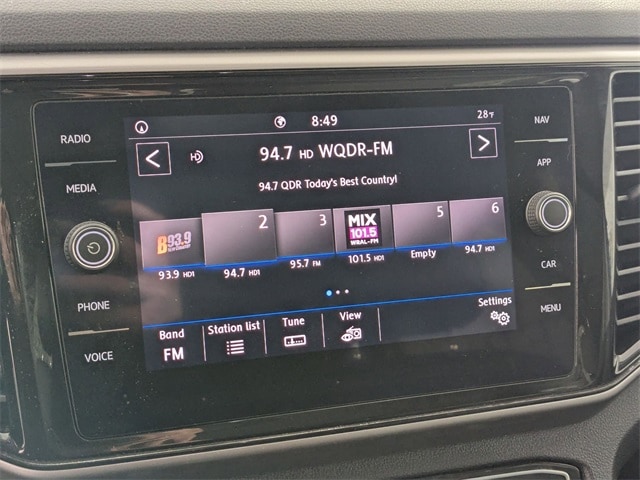 RADIO
MEDIA
PHONE
VOICE
8:49
28°F
94.7 HD WQDR-FM
94.7 QDR Today's Best Country!
B93.9
93.9 HD1
2
94.7 HD1
3
95.7 FM
MIX
101.5
WRAL-FM
101.5 HD1
5
Empty
6
94.7 HD1
Band
FM
Station list
Tune
View
Settings
NAV
APP
CAR
MENU